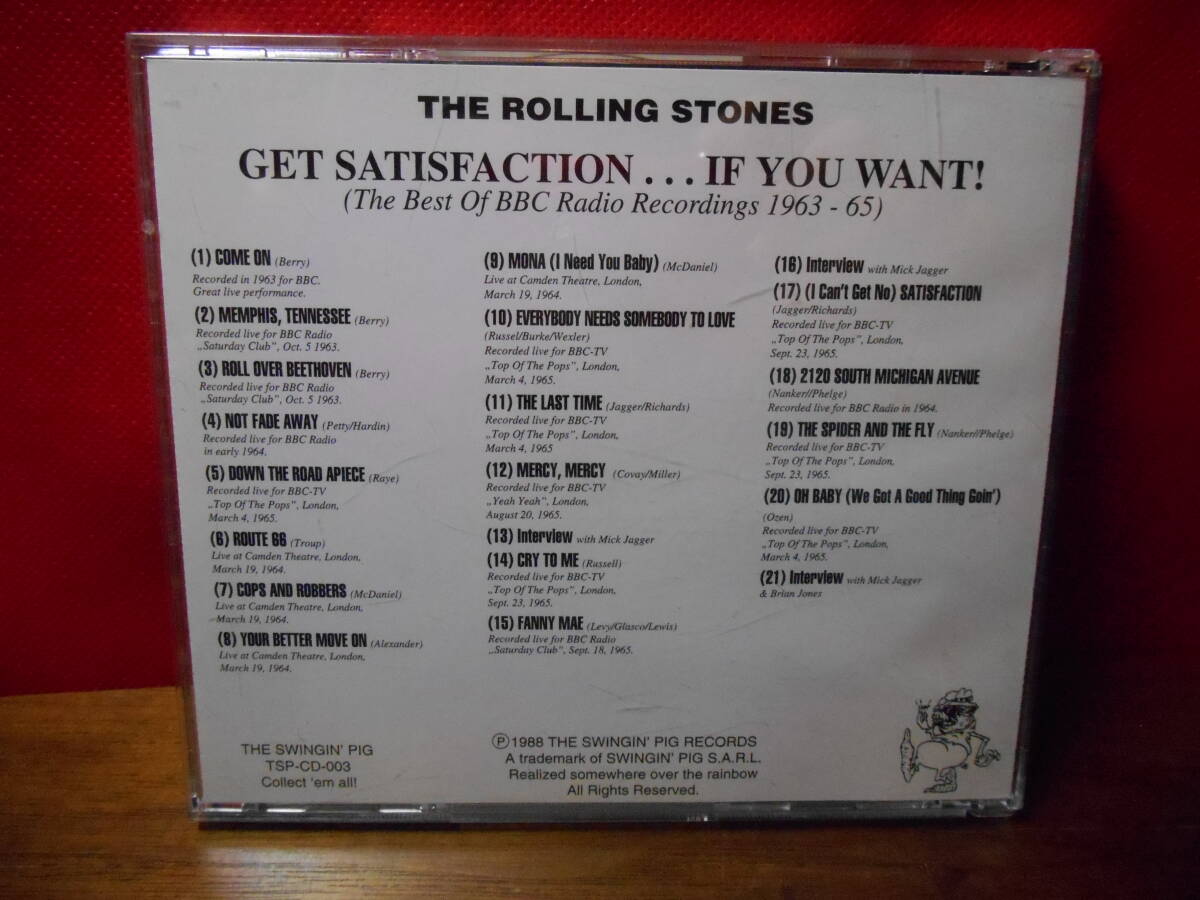 THE ROLLING STONES
GET SATISFACTION . . . IF YOU WANT!
(The Best Of BBC Radio Recordings 1963 - 65)
(1) COME ON (Berry)
Recorded in 1963 for BBC.
Great live performance.
(2) MEMPHIS, TENNESSEE (Berry)
Recorded live for BBC Radio
„Saturday Club", Oct. 5 1963.
(3) ROLL OVER BEETHOVEN (Berry)
Recorded live for BBC Radio
„Saturday Club", Oct. 5 1963.
(4) NOT FADE AWAY (Petty/Hardin)
Recorded live for BBC Radio
in early 1964.
(5) DOWN THE ROAD APIECE (Raye)
Recorded live for BBC-TV
„Top Of The Pops", London,
March 4, 1965.
(6) ROUTE 66 (Troup)
Live at Camden Theatre, London,
March 19, 1964.
(7) COPS AND ROBBERS (McDaniel)
Live at Camden Theatre, London,
March 19, 1964.
(8) YOUR BETTER MOVE ON (Alexander)
Live at Camden Theatre, London,
March 19, 1964.
(9) MONA (I Need You Baby) (McDaniel)
Live at Camden Theatre, London,
March 19, 1964.
(10) EVERYBODY NEEDS SOMEBODY TO LOVE
(Russel/Burke/Wexler)
Recorded live for BBC-TV
„Top Of The Pops", London,
March 4, 1965.
(11) THE LAST TIME (Jagger/Richards)
Recorded live for BBC-TV
„Top Of The Pops", London,
March 4, 1965
(12) MERCY, MERCY (Covay/Miller)
Recorded live for BBC-TV
„Yeah Yeah", London,
August 20, 1965.
(13) Interview with Mick Jagger
(14) CRY TO ME (Russell)
Recorded live for BBC-TV
„Top Of The Pops", London,
Sept. 23, 1965.
(15) FANNY MAE (Levy/Glasco/Lewis)
Recorded live for BBC Radio
„Saturday Club", Sept. 18, 1965.
(16) Interview with Mick Jagger
(17) (I Can't Get No) SATISFACTION
(Jagger/Richards)
Recorded live for BBC-TV
„Top Of The Pops", London,
Sept. 23, 1965.
(18) 2120 SOUTH MICHIGAN AVENUE
(Nanker//Phelge)
Recorded live for BBC Radio in 1964.
(19) THE SPIDER AND THE FLY (Nanker//Phelge)
Recorded live for BBC-TV
„Top Of The Pops", London,
Sept. 23, 1965.
(20) OH BABY (We Got A Good Thing Goin')
(Ozen)
Recorded live for BBC-TV
„Top Of The Pops", London,
March 4, 1965.
(21) Interview with Mick Jagger
& Brian Jones
THE SWINGIN' PIG
TSP-CD-003
Collect 'em all!
Ⓟ 1988 THE SWINGIN' PIG RECORDS
A trademark of SWINGIN' PIG S.A.R.L.
Realized somewhere over the rainbow
All Rights Reserved.